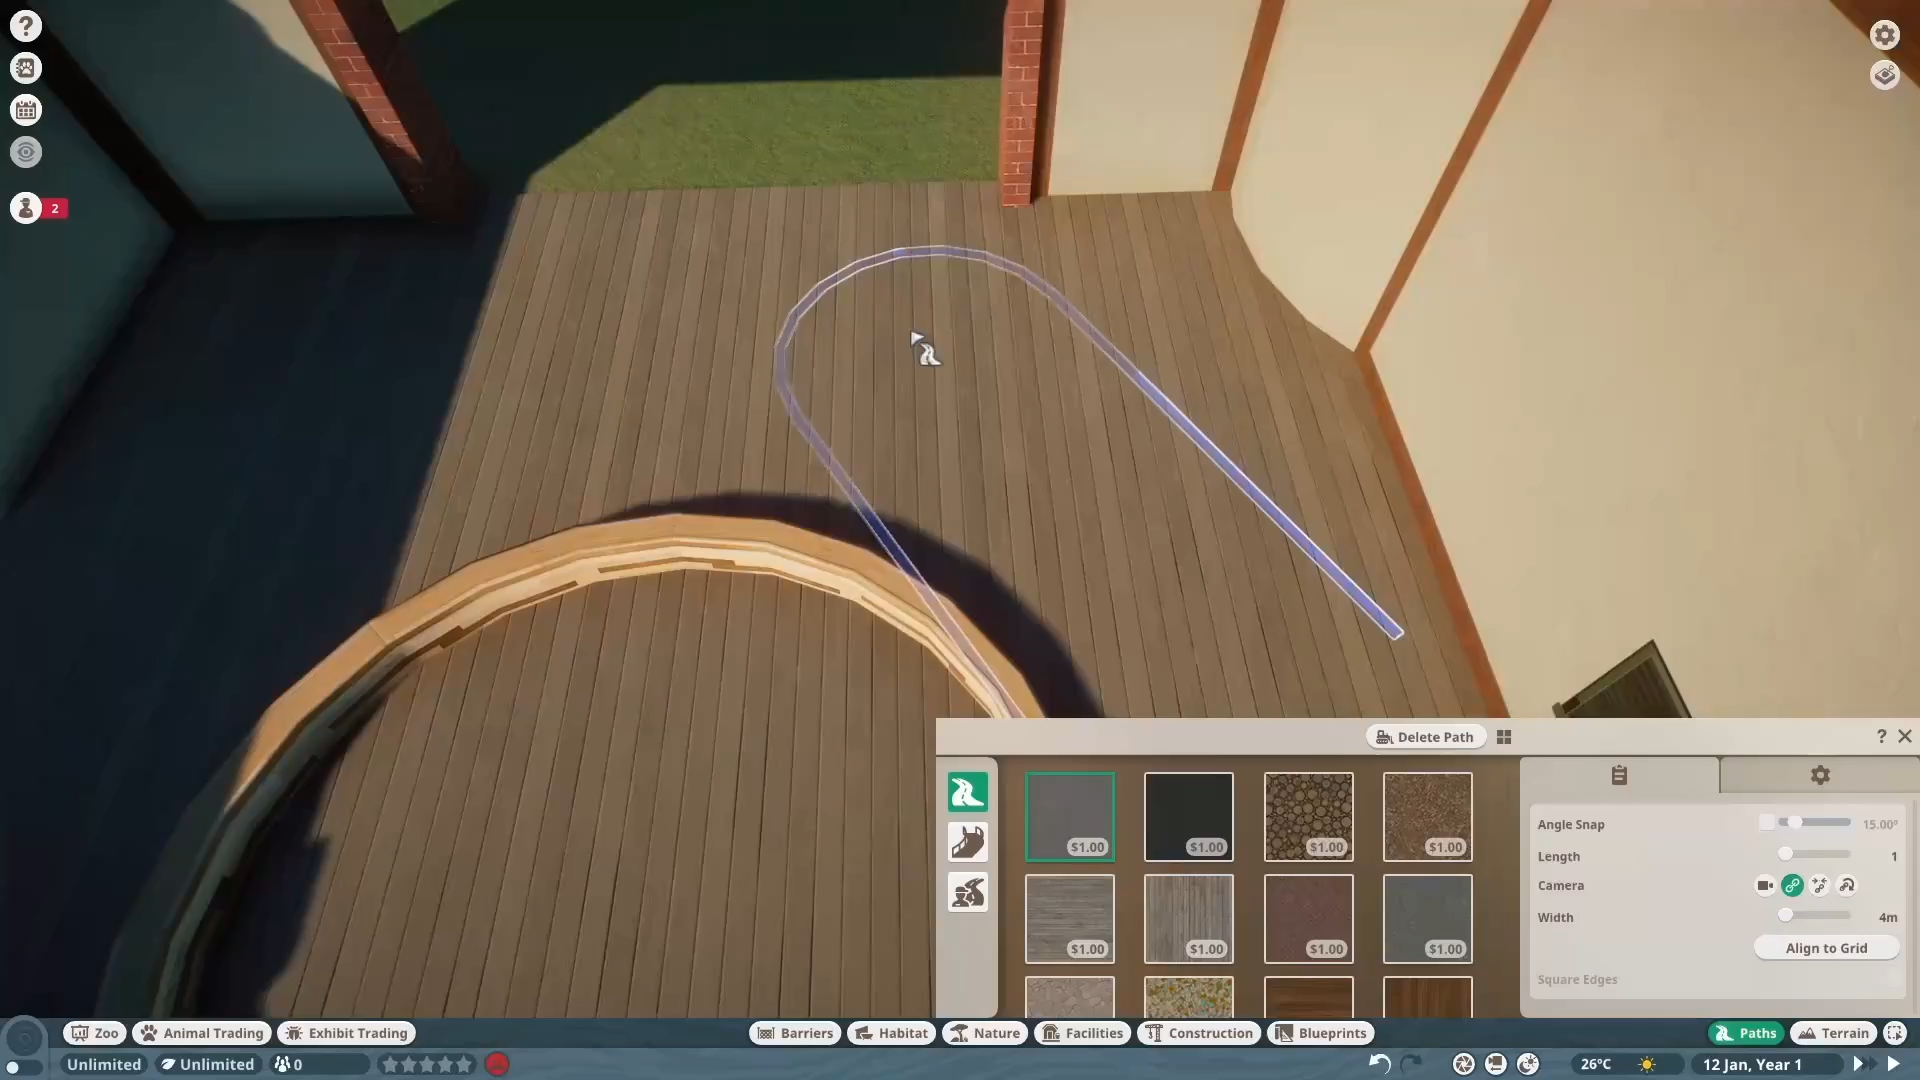 ?
2
Delete Path
?
$1.00 $1.00 $1.00 $1.00
$1.00 $1.00 $1.00 $1.00
Angle Snap 15.00°
Length 1
Camera
Width 4m
Align to Grid
Square Edges
Zoo Animal Trading Exhibit Trading Barriers Habitat Nature Facilities Construction Blueprints Paths Terrain
Unlimited Unlimited 0 26°C 12 Jan, Year 1